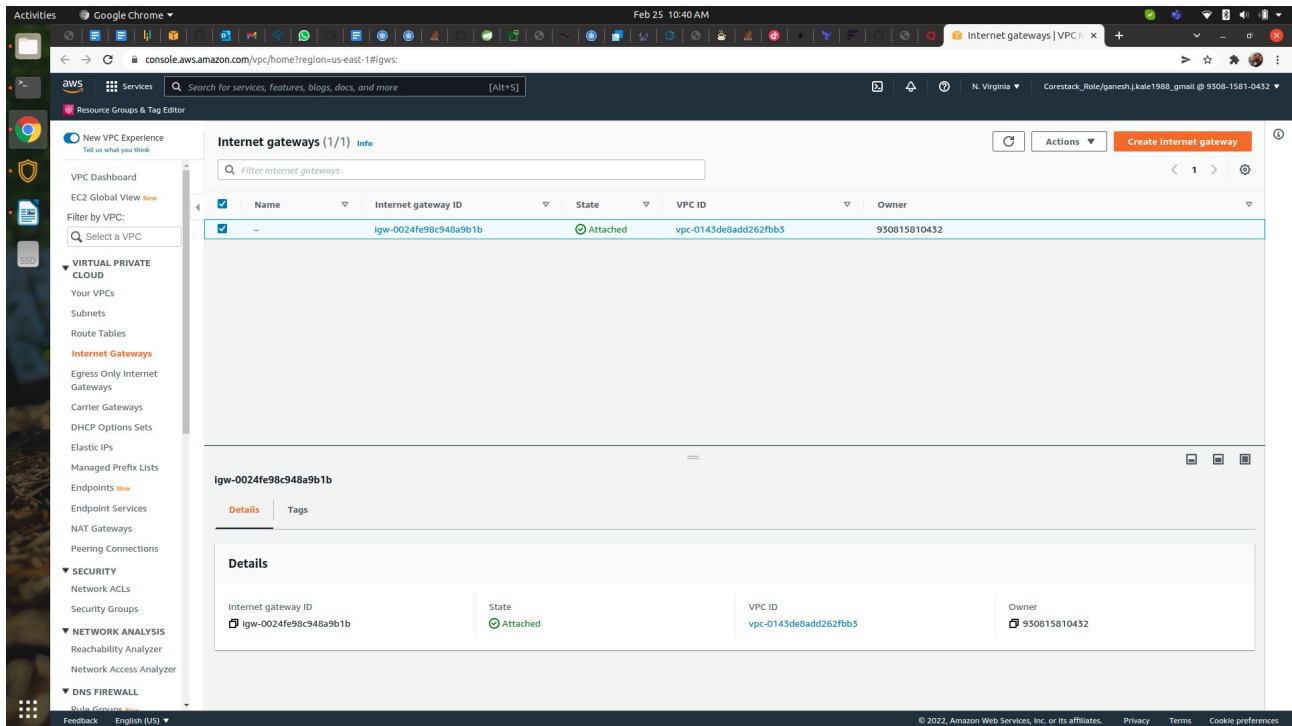 Activities
Google Chrome ▾
Feb 25 10:40 AM
Internet gateways | VPC M
console.aws.amazon.com/vpc/home?region=us-east-1#igws:
aws
Services
Search for services, features, blogs, docs, and more
[Alt+S]
N. Virginia ▼
Corestack_Role/ganesh.j.kale1988_gmail @ 9308-1581-0432 ▼
Resource Groups & Tag Editor
New VPC Experience
Tell us what you think
VPC Dashboard
EC2 Global View New
Filter by VPC:
Select a VPC
VIRTUAL PRIVATE
CLOUD
Your VPCs
Subnets
Route Tables
Internet Gateways
Egress Only Internet
Gateways
Carrier Gateways
DHCP Options Sets
Elastic IPs
Managed Prefix Lists
Endpoints New
Endpoint Services
NAT Gateways
Peering Connections
SECURITY
Network ACLs
Security Groups
NETWORK ANALYSIS
Reachability Analyzer
Network Access Analyzer
DNS FIREWALL
Rule Groups New
Internet gateways (1/1) Info
Actions ▼
Create internet gateway
Filter internet gateways
1
Name
Internet gateway ID
State
VPC ID
Owner
–
igw-0024fe98c948a9b1b
Attached
vpc-0143de8add262fbb3
930815810432
igw-0024fe98c948a9b1b
Details
Tags
Details
Internet gateway ID
State
VPC ID
Owner
igw-0024fe98c948a9b1b
Attached
vpc-0143de8add262fbb3
930815810432
SSD
Feedback
English (US) ▼
© 2022, Amazon Web Services, Inc. or its affiliates.
Privacy
Terms
Cookie preferences